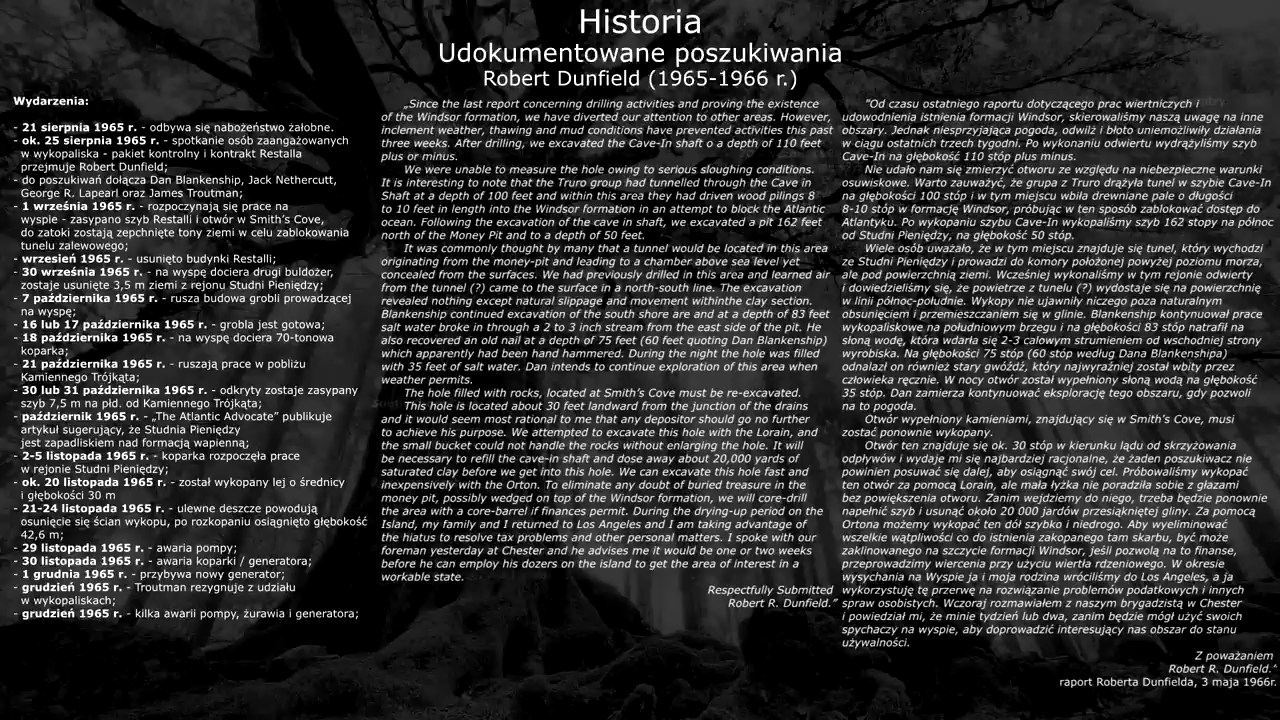 Historia
Udokumentowane poszukiwania
Robert Dunfield (1965-1966 r.)
Wydarzenia:
- 21 sierpnia 1965 r. - odbywa się nabożeństwo żałobne.
- ok. 25 sierpnia 1965 r. - spotkanie osób zaangażowanych
w wykopaliska - pakiet kontrolny i kontrakt Restalla
przejmuje Robert Dunfield;
- do poszukiwań dołącza Dan Blankenship, Jack Nethercutt,
George R. Lapearl oraz James Troutman;
- 1 września 1965 r. - rozpoczynają się prace na
wyspie - zasypano szyb Restalli i otwór w Smith's Cove,
do zatoki zostają zepchnięte tony ziemi w celu zablokowania
tunelu zalewowego;
- wrzesień 1965 r. - usunięto budynki Restalli;
- 30 września 1965 r. - na wyspę dociera drugi buldożer,
zostaje usunięte 3,5 m ziemi z rejonu Studni Pieniędzy;
- 7 października 1965 r. - rusza budowa grobli prowadzącej
na wyspę;
- 16 lub 17 października 1965 r. - grobla jest gotowa;
- 18 października 1965 r. - na wyspę dociera 70-tonowa
koparka;
- 21 października 1965 r. - ruszają prace w pobliżu
Kamiennego Trójkąta;
- 30 lub 31 października 1965 r. - odkryty zostaje zasypany
szyb 7,5 m na płd. od Kamiennego Trójkąta;
- październik 1965 r. - „The Atlantic Advocate” publikuje
artykuł sugerujący, że Studnia Pieniędzy
jest zapadliskiem nad formacją wapienną;
- 2-5 listopada 1965 r. - koparka rozpoczęła prace
w rejonie Studni Pieniędzy;
- ok. 20 listopada 1965 r. - został wykopany lej o średnicy
i głębokości 30 m
- 21-24 listopada 1965 r. - ulewne deszcze powodują
osunięcie się ścian wykopu, po rozkopaniu osiągnięto głębokość
42,6 m;
- 29 listopada 1965 r. - awaria pompy;
- 30 listopada 1965 r. - awaria koparki / generatora;
- 1 grudnia 1965 r. - przybywa nowy generator;
- grudzień 1965 r. - Troutman rezygnuje z udziału
w wykopaliskach;
- grudzień 1965 r. - kilka awarii pompy, żurawia i generatora;
„Since the last report concerning drilling activities and proving the existence
of the Windsor formation, we have diverted our attention to other areas. However,
inclement weather, thawing and mud conditions have prevented activities this past
three weeks. After drilling, we excavated the Cave-In shaft o a depth of 110 feet
plus or minus.
We were unable to measure the hole owing to serious sloughing conditions.
It is interesting to note that the Truro group had tunnelled through the Cave in
Shaft at a depth of 100 feet and within this area they had driven wood pilings 8
to 10 feet in length into the Windsor formation in an attempt to block the Atlantic
ocean. Following the excavation of the cave in shaft, we excavated a pit 162 feet
north of the Money Pit and to a depth of 50 feet.
It was commonly thought by many that a tunnel would be located in this area
originating from the money-pit and leading to a chamber above sea level yet
concealed from the surfaces. We had previously drilled in this area and learned air
from the tunnel (?) came to the surface in a north-south line. The excavation
revealed nothing except natural slippage and movement withinthe clay section.
Blankenship continued excavation of the south shore are and at a depth of 83 feet
salt water broke in through a 2 to 3 inch stream from the east side of the pit. He
also recovered an old nail at a depth of 75 feet (60 feet quoting Dan Blankenship)
which apparently had been hand hammered. During the night the hole was filled
with 35 feet of salt water. Dan intends to continue exploration of this area when
weather permits.
The hole filled with rocks, located at Smith's Cove must be re-excavated.
This hole is located about 30 feet landward from the junction of the drains
and it would seem most rational to me that any depositor should go no further
to achieve his purpose. We attempted to excavate this hole with the Lorain, and
the small bucket could not handle the rocks without enlarging the hole. It will
be necessary to refill the cave-in shaft and dose away about 20,000 yards of
saturated clay before we get into this hole. We can excavate this hole fast and
inexpensively with the Orton. To eliminate any doubt of buried treasure in the
money pit, possibly wedged on top of the Windsor formation, we will core-drill
the area with a core-barrel if finances permit. During the drying-up period on the
Island, my family and I returned to Los Angeles and I am taking advantage of
the hiatus to resolve tax problems and other personal matters. I spoke with our
foreman yesterday at Chester and he advises me it would be one or two weeks
before he can employ his dozers on the island to get the area of interest in a
workable state.
Respectfully Submitted
Robert R. Dunfield.”
"Od czasu ostatniego raportu dotyczącego prac wiertniczych i
udowodnienia istnienia formacji Windsor, skierowaliśmy naszą uwagę na inne
obszary. Jednak niesprzyjająca pogoda, odwilż i błoto uniemożliwiły działania
w ciągu ostatnich trzech tygodni. Po wykonaniu odwiertu wydrążyliśmy szyb
Cave-In na głębokość 110 stóp plus minus.
Nie udało nam się zmierzyć otworu ze względu na niebezpieczne warunki
osuwiskowe. Warto zauważyć, że grupa z Truro drążyła tunel w szybie Cave-In
na głębokości 100 stóp i w tym miejscu wbiła drewniane pale o długości
8-10 stóp w formację Windsor, próbując w ten sposób zablokować dostęp do
Atlantyku. Po wykopaniu szybu Cave-In wykopaliśmy szyb 162 stopy na północ
od Studni Pieniędzy, na głębokość 50 stóp.
Wiele osób uważało, że w tym miejscu znajduje się tunel, który wychodzi
ze Studni Pieniędzy i prowadzi do komory położonej powyżej poziomu morza,
ale pod powierzchnią ziemi. Wcześniej wykonaliśmy w tym rejonie odwierty
i dowiedzieliśmy się, że powietrze z tunelu (?) wydostaje się na powierzchnię
w linii północ-południe. Wykopy nie ujawniły niczego poza naturalnym
obsunięciem i przemieszczaniem się w glinie. Blankenship kontynuował prace
wykopaliskowe na południowym brzegu i na głębokości 83 stóp natrafił na
słoną wodę, która wdarła się 2-3 calowym strumieniem od wschodniej strony
wyrobiska. Na głębokości 75 stóp (60 stóp według Dana Blankenshipa)
odnalazł on również stary gwóźdź, który najwyraźniej został wbity przez
człowieka ręcznie. W nocy otwór został wypełniony słoną wodą na głębokość
35 stóp. Dan zamierza kontynuować eksplorację tego obszaru, gdy pozwoli
na to pogoda.
Otwór wypełniony kamieniami, znajdujący się w Smith's Cove, musi
zostać ponownie wykopany.
Otwór ten znajduje się ok. 30 stóp w kierunku lądu od skrzyżowania
odpływów i wydaje mi się najbardziej racjonalne, że żaden poszukiwacz nie
powinien posuwać się dalej, aby osiągnąć swój cel. Próbowaliśmy wykopać
ten otwór za pomocą Lorain, ale mała łyżka nie poradziła sobie z głazami
bez powiększenia otworu. Zanim wejdziemy do niego, trzeba będzie ponownie
napełnić szyb i usunąć około 20 000 jardów przesiąkniętej gliny. Za pomocą
Ortona możemy wykopać ten dół szybko i niedrogo. Aby wyeliminować
wszelkie wątpliwości co do istnienia zakopanego tam skarbu, być może
zaklinowanego na szczycie formacji Windsor, jeśli pozwolą na to finanse,
przeprowadzimy wiercenia przy użyciu wiertła rdzeniowego. W okresie
wysychania na Wyspie ja i moja rodzina wróciliśmy do Los Angeles, a ja
wykorzystuję tę przerwę na rozwiązanie problemów podatkowych i innych
spraw osobistych. Wczoraj rozmawiałem z naszym brygadzistą w Chester
i powiedział mi, że minie tydzień lub dwa, zanim będzie mógł użyć swoich
spychaczy na wyspie, aby doprowadzić interesujący nas obszar do stanu
używalności.
Z poważaniem
Robert R. Dunfield."
raport Roberta Dunfielda, 3 maja 1966r.